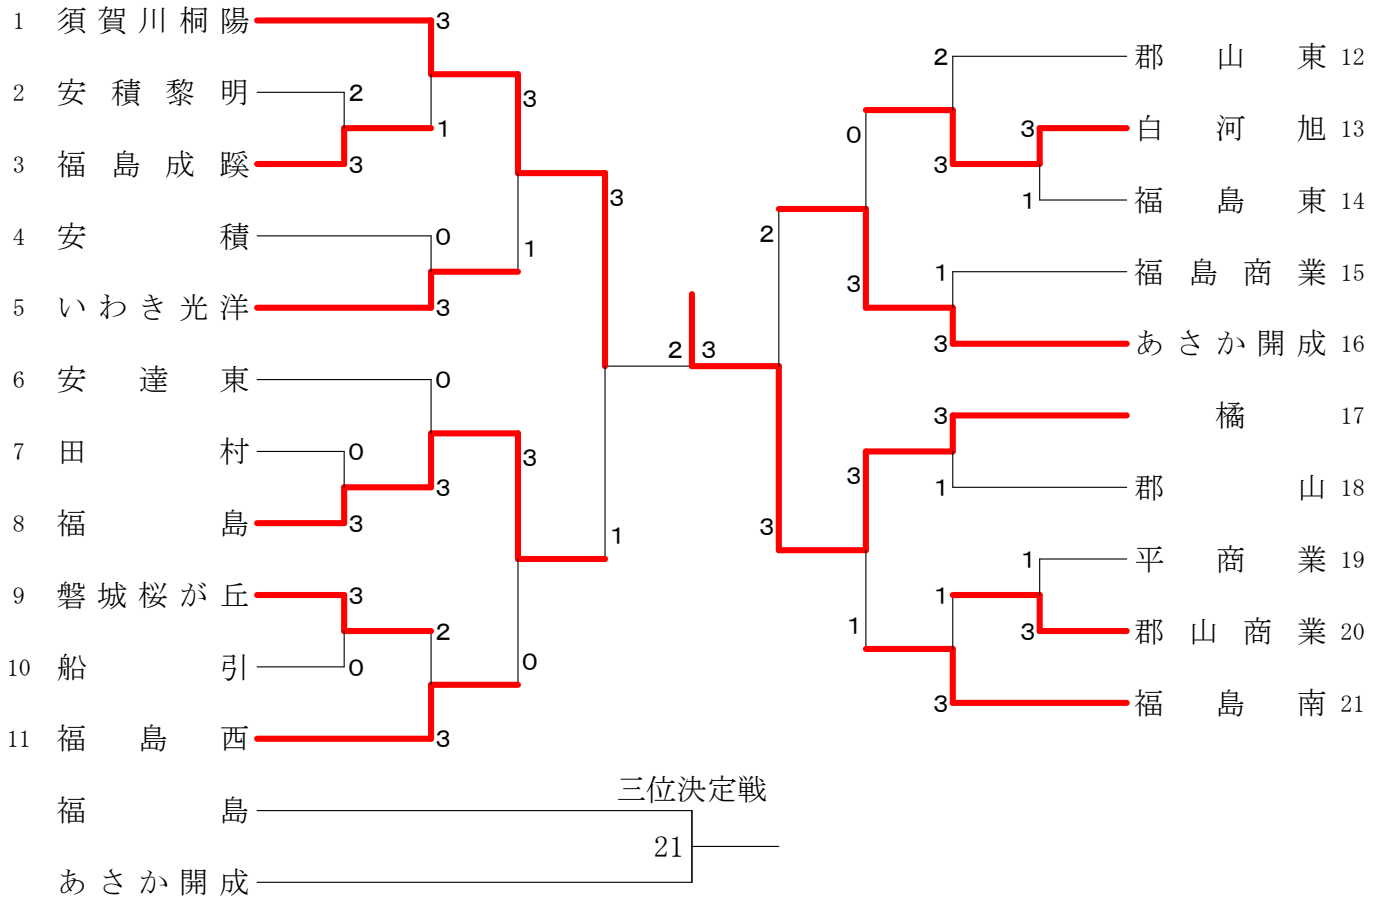 1 須賀川桐陽 3
郡山東 12
2
2 安積黎明 2
3
1
白河旭 13
3
3 福島成蹊 3
0
3
福島東 14
1
4 安積 0
1
3
2
福島商業 15
1
5 いわき光洋 3
3
あさか開成 16
3
2 3
6 安達東 0
橘 17
3
7 田村 0
3
3
3
郡山 18
1
8 福島 3
1
3
平商業 19
1
9 磐城桜が丘 3
1
2
1
郡山商業 20
3
10 船引 0
0
福島南 21
3
11 福島西 3
三位決定戦
福島
21
あさか開成